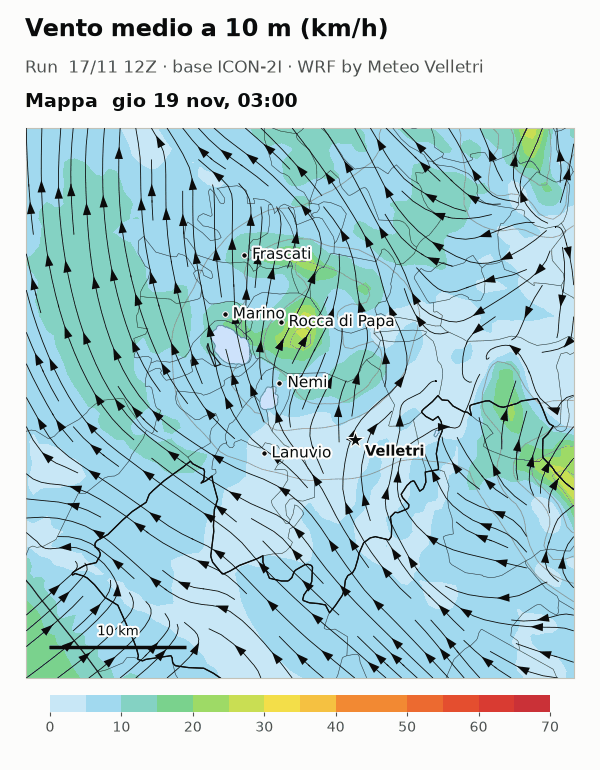 Vento medio a 10 m (km/h)
Run  17/11 12Z · base ICON-2I · WRF by Meteo Velletri
Mappa  gio 19 nov, 03:00
Frascati
Marino
Rocca di Papa
Nemi
Velletri
Lanuvio
10 km
0 10 20 30 40 50 60 70